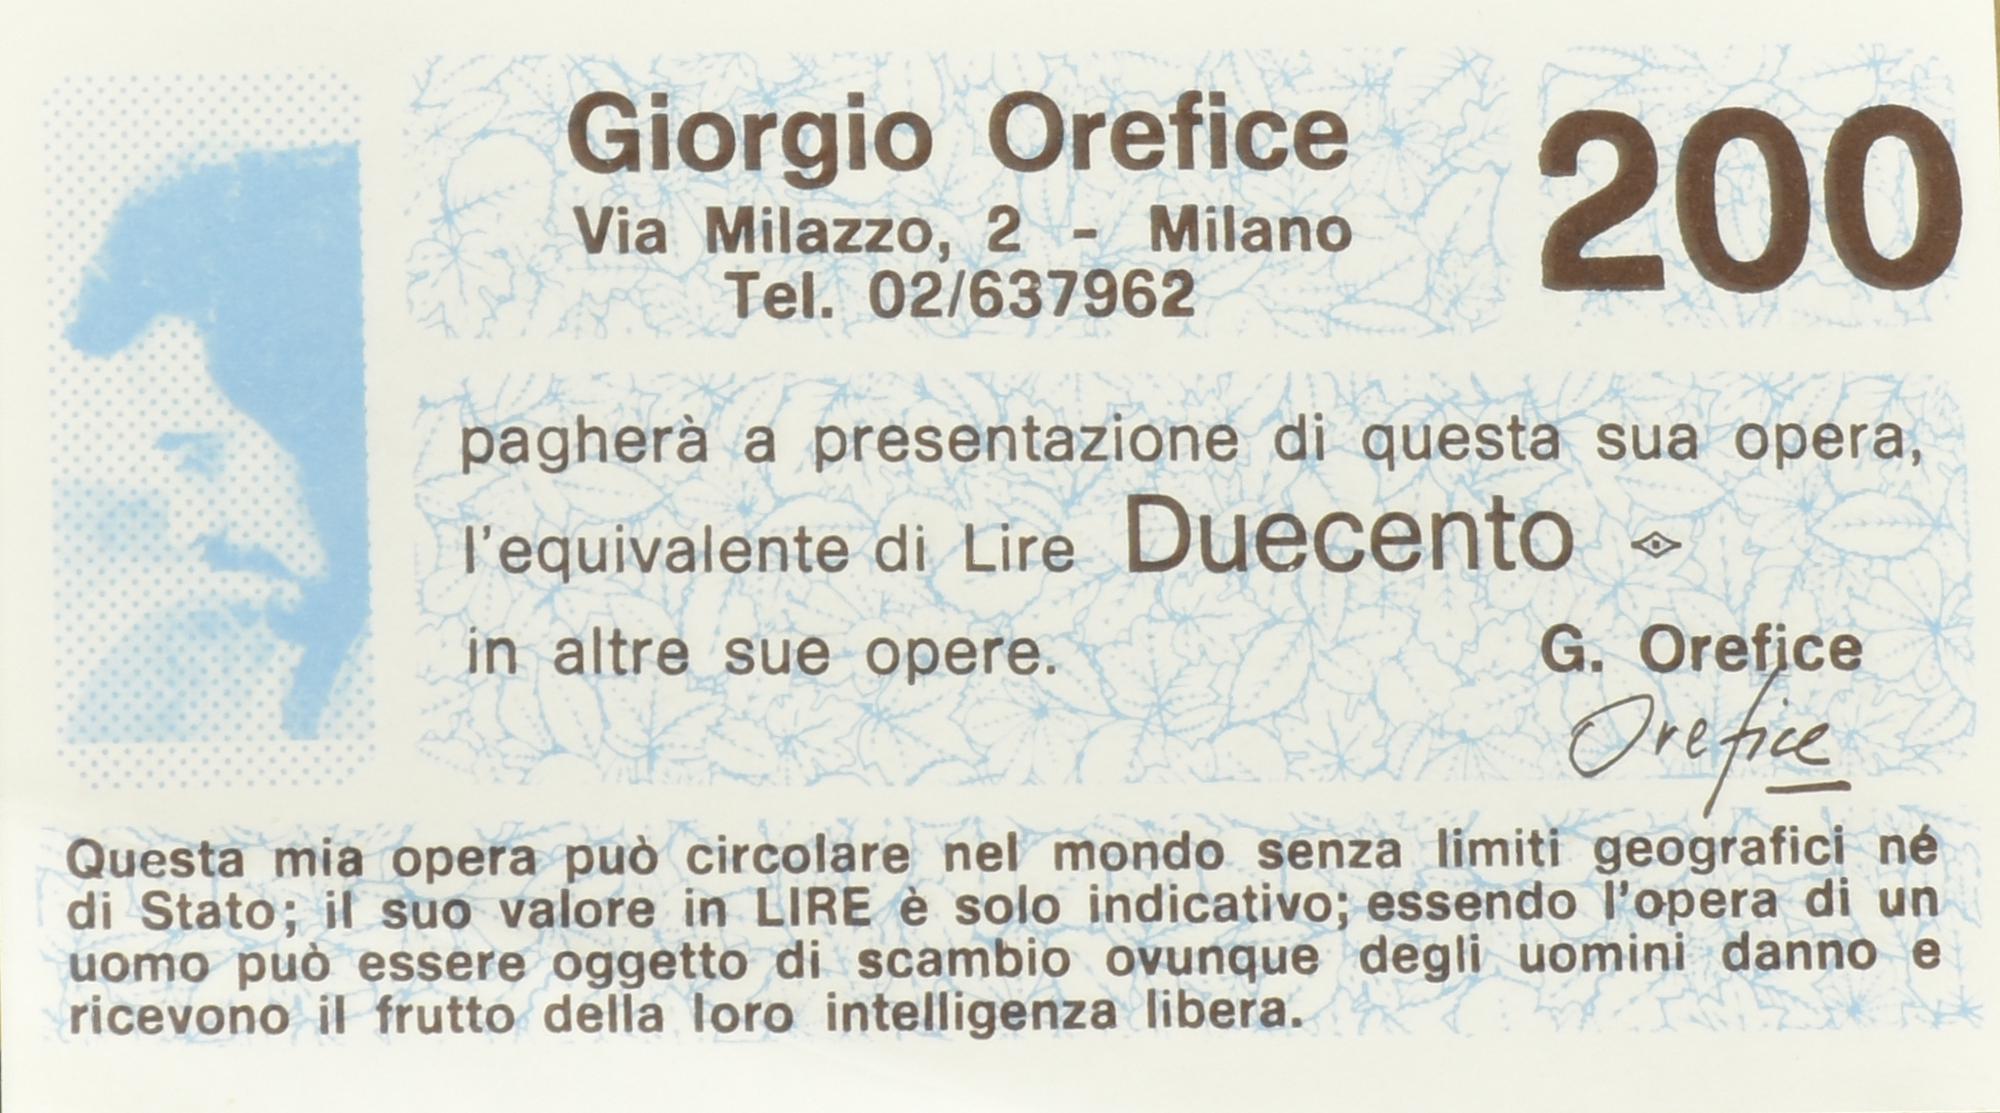 Giorgio Orefice
200
Via Milazzo, 2 - Milano
Tel. 02/637962
pagherà a presentazione di questa sua opera,
l'equivalente di Lire Duecento
in altre sue opere.
G. Orefice
Orefice
Questa mia opera può circolare nel mondo senza limiti geografici né
di Stato; il suo valore in LIRE è solo indicativo; essendo l'opera di un
uomo può essere oggetto di scambio ovunque degli uomini danno e
ricevono il frutto della loro intelligenza libera.